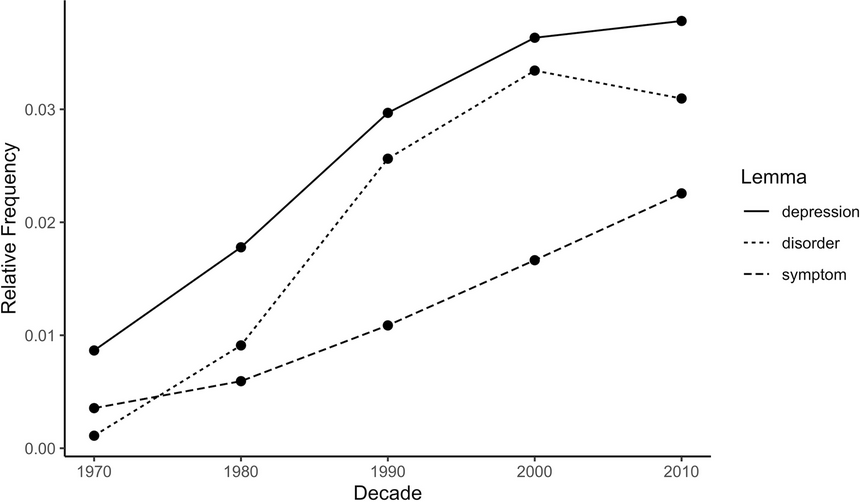 Relative Frequency
0.03
0.02
0.01
0.00
1970 1980 1990 2000 2010
Decade
Lemma
depression
disorder
symptom